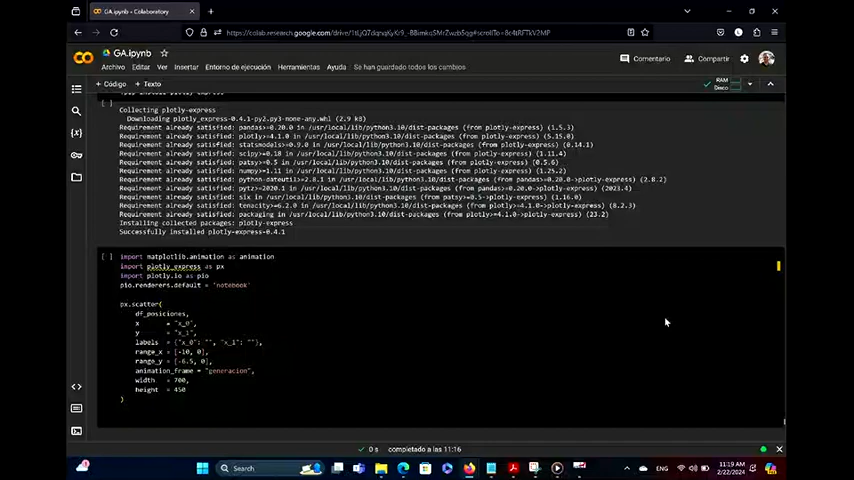 GA.ipynb - Colaboratory
GA.ipynb
Comentario
Compartir
Archivo Editar Ver Insertar Entorno de ejecución Herramientas Ayuda Se han guardado todos los cambios
+ Código + Texto
RAM
Disco
[ ]
Collecting plotly-express
Downloading plotly_express-0.4.1-py2.py3-none-any.whl (2.9 kB)
Requirement already satisfied: pandas>=0.20.0 in /usr/local/lib/python3.10/dist-packages (from plotly-express) (1.5.3)
Requirement already satisfied: plotly>=4.1.0 in /usr/local/lib/python3.10/dist-packages (from plotly-express) (5.15.0)
Requirement already satisfied: statsmodels>=0.9.0 in /usr/local/lib/python3.10/dist-packages (from plotly-express) (0.14.1)
Requirement already satisfied: scipy>=0.18 in /usr/local/lib/python3.10/dist-packages (from plotly-express) (1.11.4)
Requirement already satisfied: patsy>=0.5 in /usr/local/lib/python3.10/dist-packages (from plotly-express) (0.5.6)
Requirement already satisfied: numpy>=1.11 in /usr/local/lib/python3.10/dist-packages (from plotly-express) (1.25.2)
Requirement already satisfied: python-dateutil>=2.8.1 in /usr/local/lib/python3.10/dist-packages (from pandas>=0.20.0->plotly-express) (2.8.2)
Requirement already satisfied: pytz>=2020.1 in /usr/local/lib/python3.10/dist-packages (from pandas>=0.20.0->plotly-express) (2023.4)
Requirement already satisfied: six in /usr/local/lib/python3.10/dist-packages (from patsy>=0.5->plotly-express) (1.16.0)
Requirement already satisfied: tenacity>=6.2.0 in /usr/local/lib/python3.10/dist-packages (from plotly>=4.1.0->plotly-express) (8.2.3)
Requirement already satisfied: packaging in /usr/local/lib/python3.10/dist-packages (from plotly>=4.1.0->plotly-express) (23.2)
Installing collected packages: plotly-express
Successfully installed plotly-express-0.4.1
[ ] import matplotlib.animation as animation
import plotly_express as px
import plotly.io as pio
pio.renderers.default = 'notebook'
px.scatter(
df_posiciones,
x = "x_0",
y = "x_1",
labels = {"x_0": "", "x_1": ""},
range_x = [-10, 0],
range_y = [-6.5, 0],
animation_frame = "generacion",
width = 700,
height = 450
)
0 s completado a las 11:16
Search
ENG
11:19 AM
2/22/2024